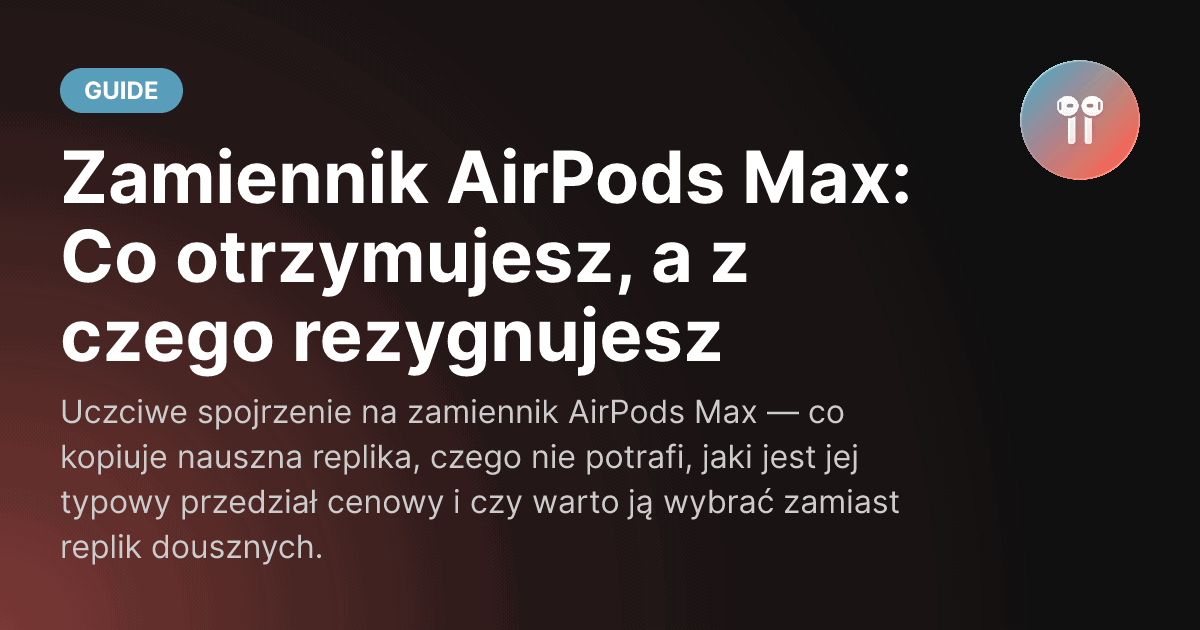 GUIDE
Zamiennik AirPods Max:
Co otrzymujesz, a z
czego rezygnujesz
Uczciwe spojrzenie na zamiennik AirPods Max — co
kopiuje nauszna replika, czego nie potrafi, jaki jest jej
typowy przedział cenowy i czy warto ją wybrać zamiast
replik dousznych.